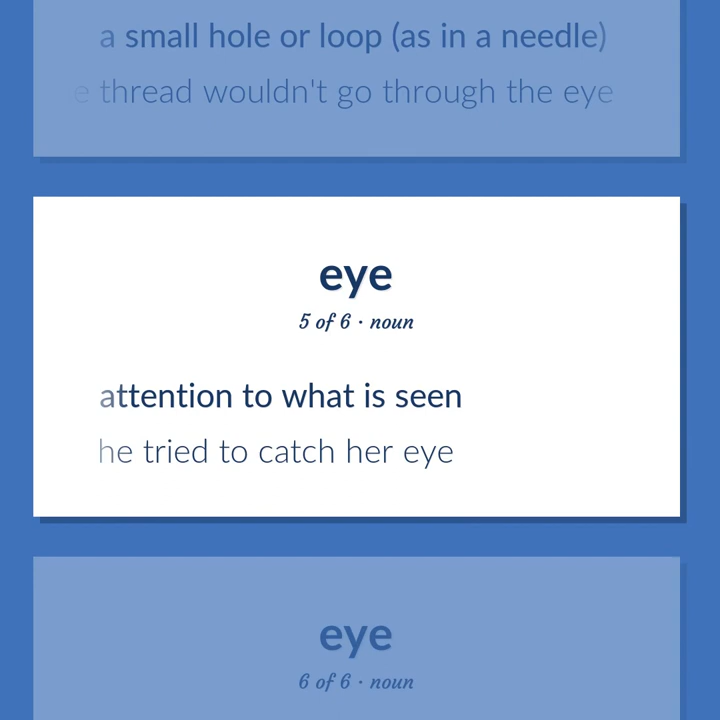 a small hole or loop (as in a needle)
e thread wouldn't go through the eye
eye
5 of 6 · noun
attention to what is seen
he tried to catch her eye
eye
6 of 6 · noun